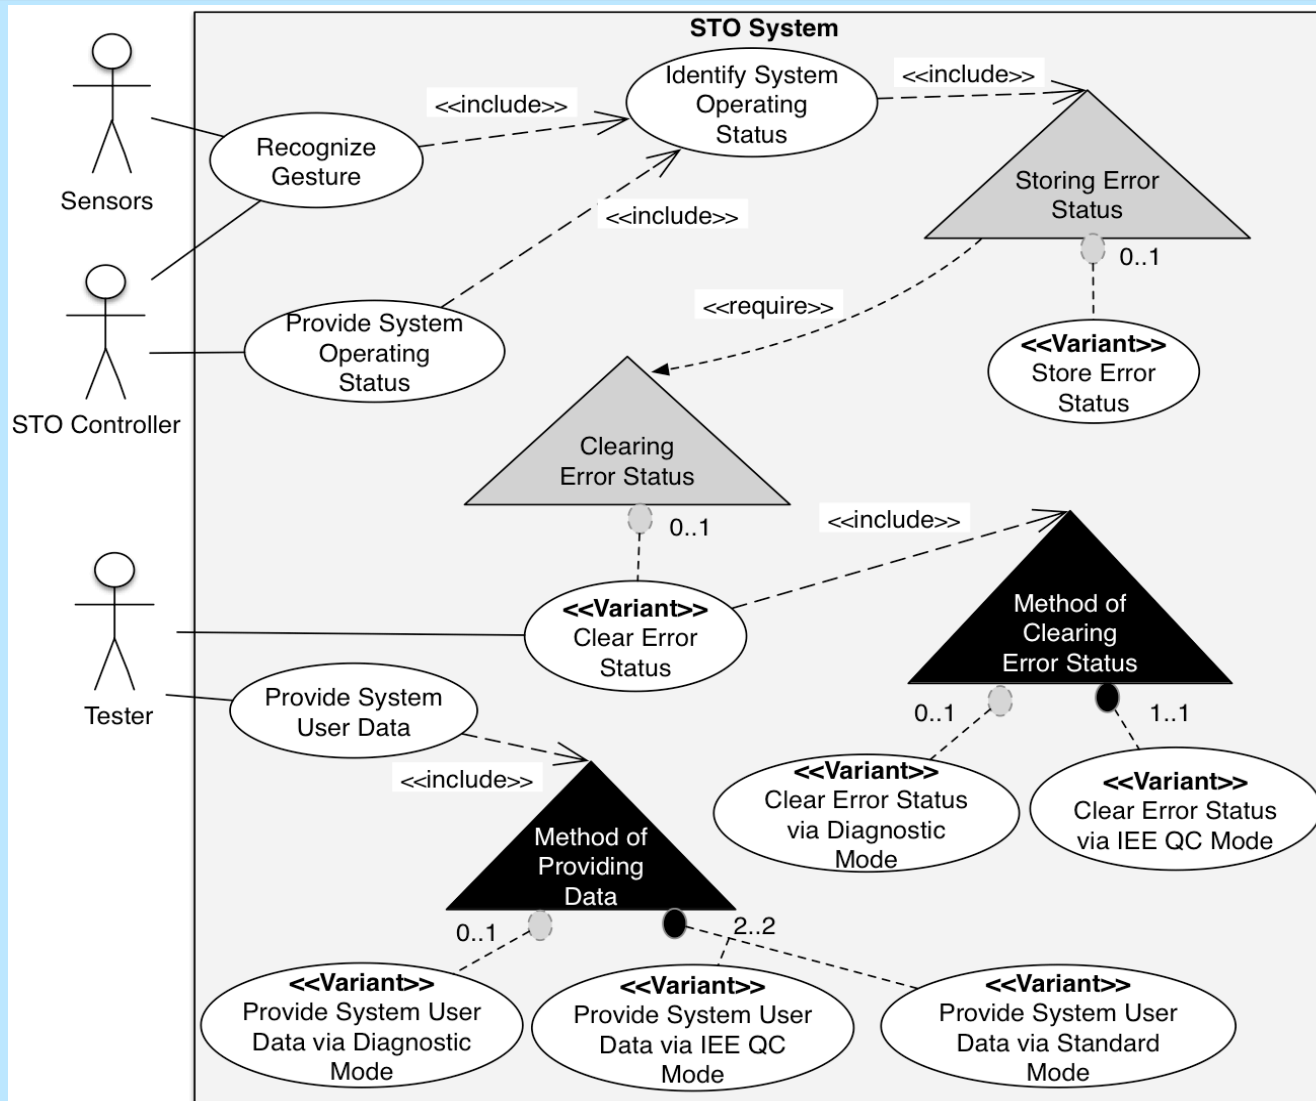 STO System
Identify System
Operating
Status
<<include>>
<<include>>
Recognize
Gesture
Sensors
Storing Error
Status
<<include>>
0..1
<<require>>
Provide System
Operating
Status
<<Variant>>
Store Error
Status
STO Controller
Clearing
Error Status
0..1
<<include>>
<<Variant>>
Clear Error
Status
Method of
Clearing
Error Status
Tester
Provide System
User Data
0..1
1..1
<<include>>
<<Variant>>
Clear Error Status
via Diagnostic
Mode
<<Variant>>
Clear Error Status
via IEE QC Mode
Method of
Providing
Data
0..1
2..2
<<Variant>>
Provide System User
Data via Diagnostic
Mode
<<Variant>>
Provide System User
Data via IEE QC
Mode
<<Variant>>
Provide System User
Data via Standard
Mode